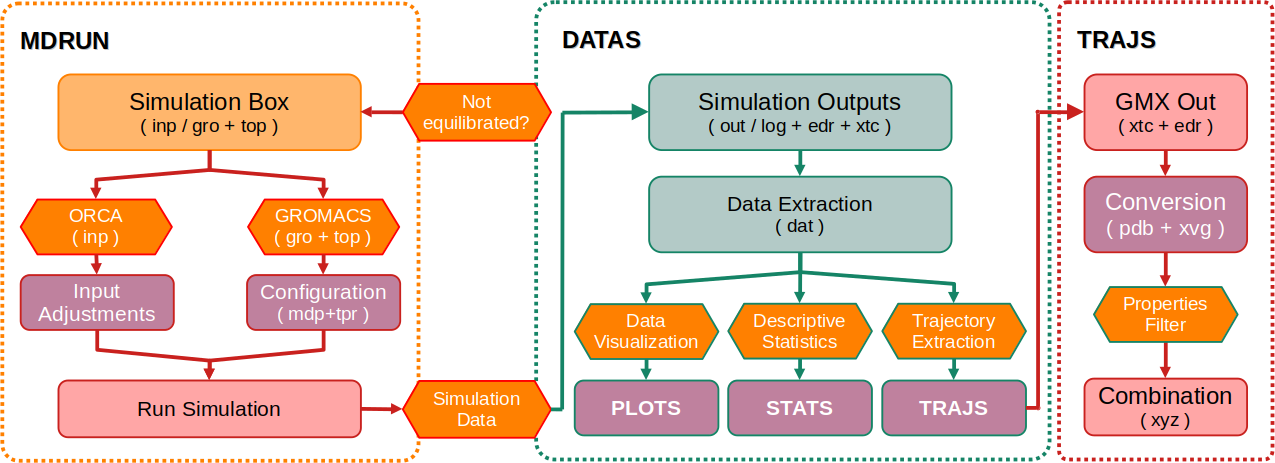 MDRUN
Simulation Box
( inp / gro + top )
ORCA
( inp )
GROMACS
( gro + top )
Input
Adjustments
Configuration
( mdp+tpr )
Run Simulation
Not
equilibrated?
Simulation
Data
DATAS
Simulation Outputs
( out / log + edr + xtc )
Data Extraction
( dat )
Data
Visualization
Descriptive
Statistics
Trajectory
Extraction
PLOTS
STATS
TRAJS
TRAJS
GMX Out
( xtc + edr )
Conversion
( pdb + xvg )
Properties
Filter
Combination
( xyz )